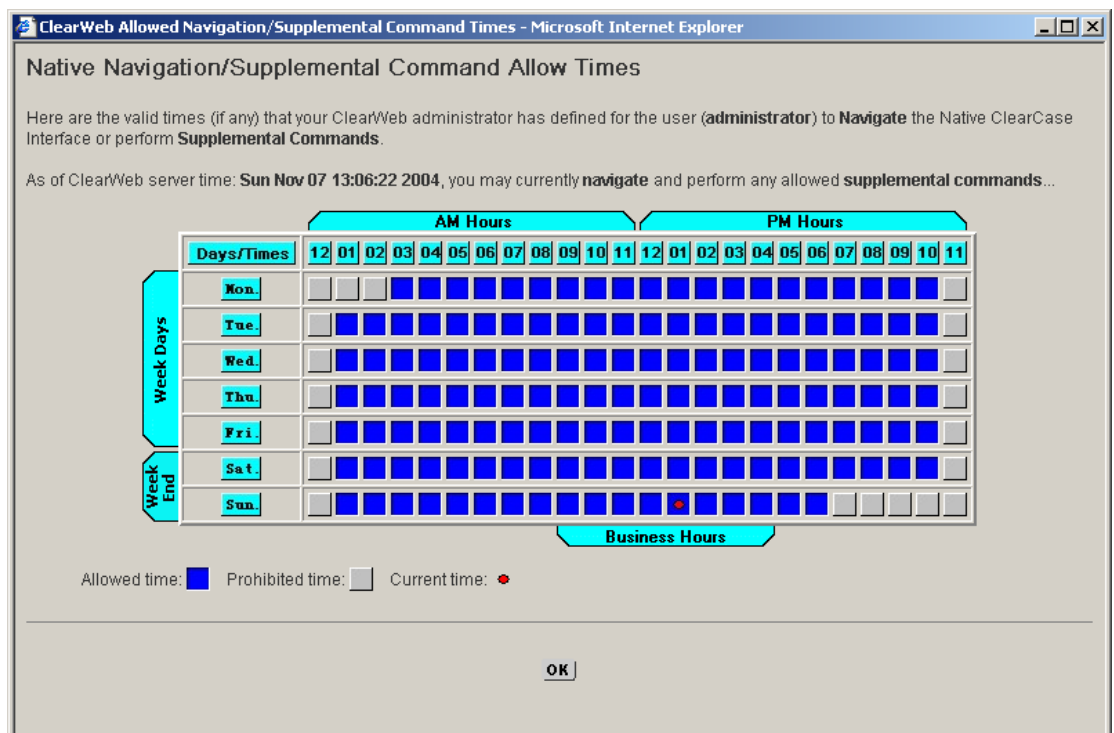 ClearWeb Allowed Navigation/Supplemental Command Times - Microsoft Internet Explorer
Native Navigation/Supplemental Command Allow Times
Here are the valid times (if any) that your ClearWeb administrator has defined for the user (administrator) to Navigate the Native ClearCase
Interface or perform Supplemental Commands.
As of ClearWeb server time: Sun Nov 07 13:06:22 2004, you may currently navigate and perform any allowed supplemental commands...
AM Hours PM Hours
Days/Times 12 01 02 03 04 05 06 07 08 09 10 11 12 01 02 03 04 05 06 07 08 09 10 11
Week Days
Mon.
Tue.
Wed.
Thu.
Fri.
Week
End
Sat.
Sun.
Business Hours
Allowed time: Prohibited time: Current time:
OK